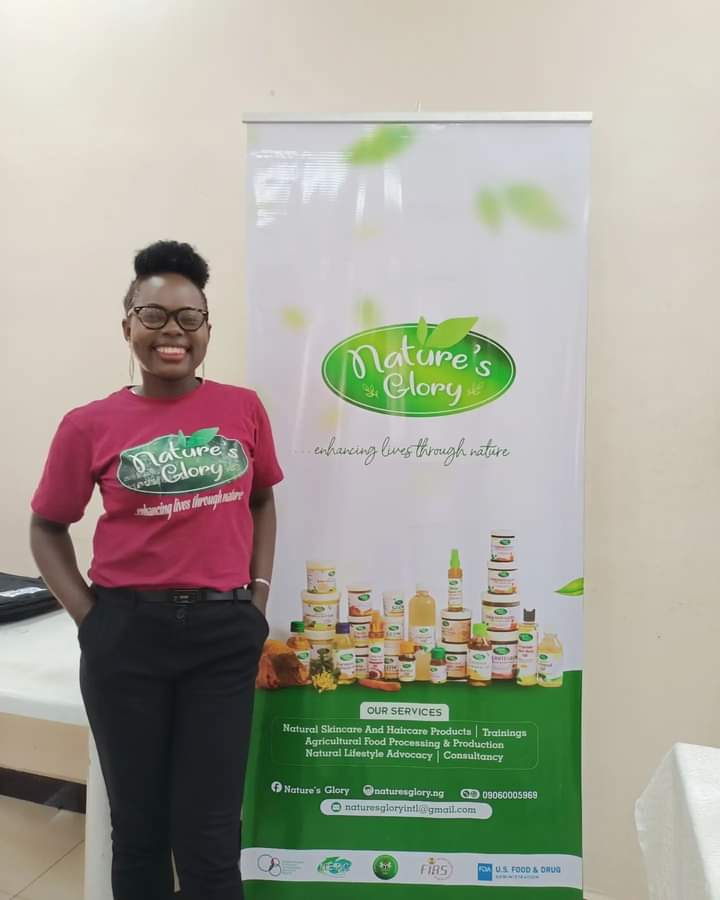 Nature's
Glory
...enhancing lives through nature
Nature's
Glory
...enhancing lives through nature
OUR SERVICES
Natural Skincare And Haircare Products | Trainings
Agricultural Food Processing & Production
Natural Lifestyle Advocacy | Consultancy
Nature's Glory
naturesglory.ng
09060005969
naturesgloryintl@gmail.com
FIRS
FDA U.S. FOOD & DRUG
ADMINISTRATION